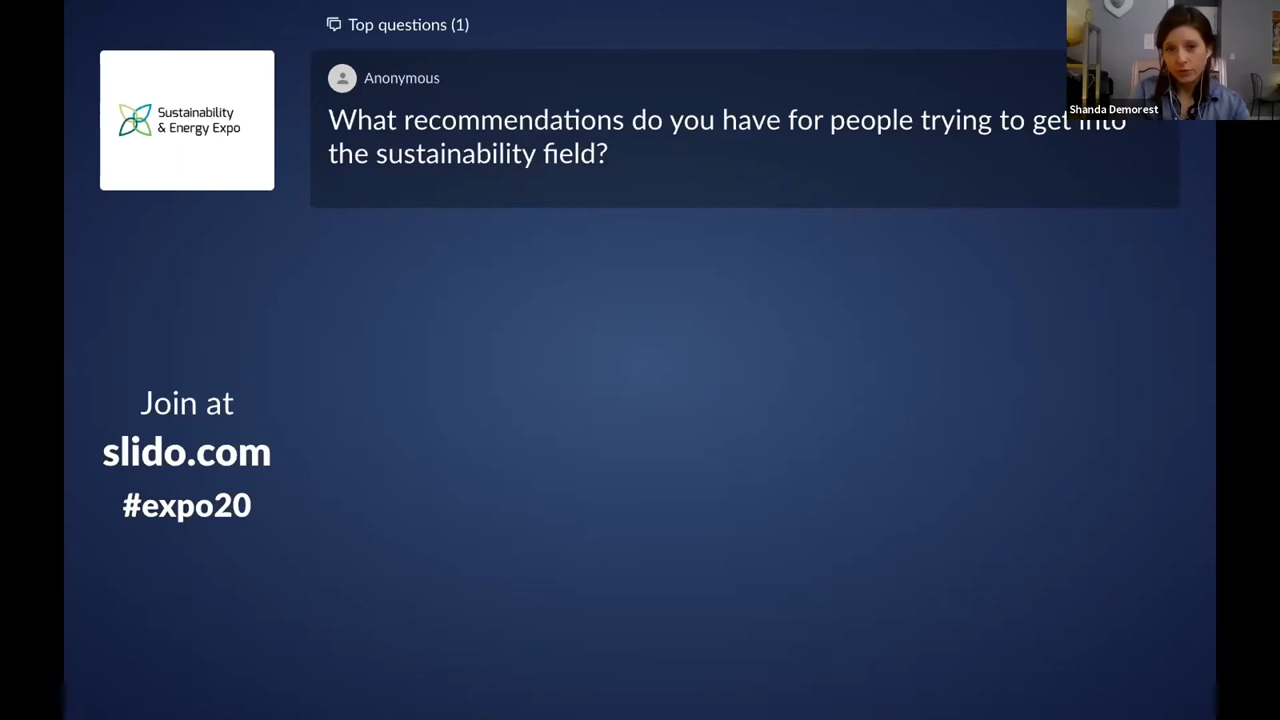 Top questions (1)
Sustainability
& Energy Expo
Anonymous
Shanda Demorest
What recommendations do you have for people trying to get into
the sustainability field?
Join at
slido.com
#expo20